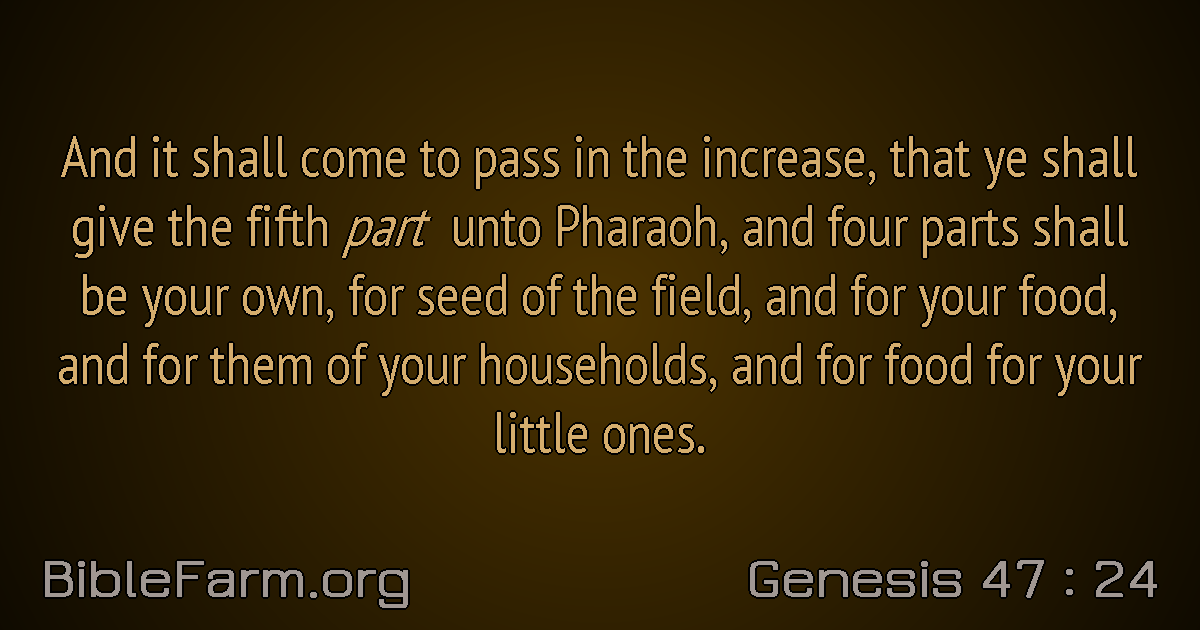 And it shall come to pass in the increase, that ye shall
give the fifth part unto Pharaoh, and four parts shall
be your own, for seed of the field, and for your food,
and for them of your households, and for food for your
little ones.
BibleFarm.org
Genesis 47 : 24